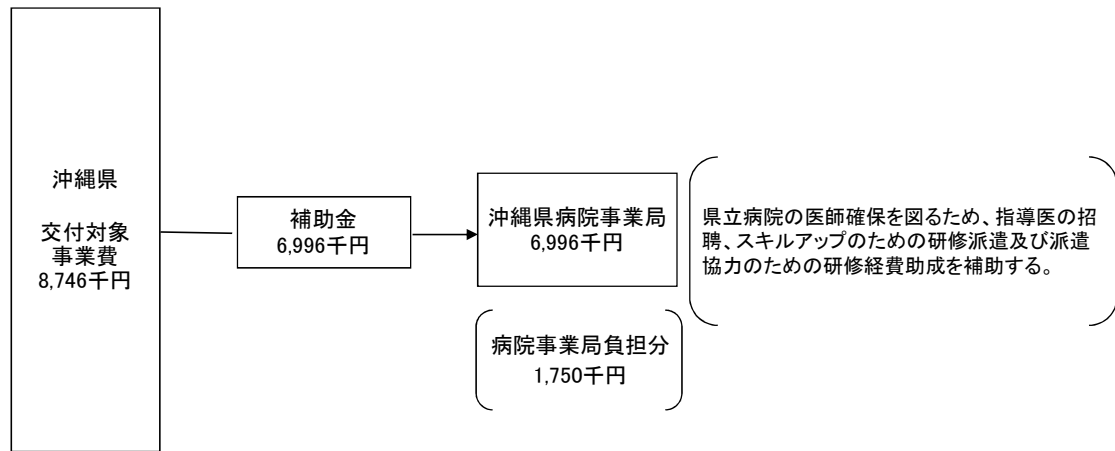 沖縄県
交付対象
事業費
8,746千円
補助金
6,996千円
沖縄県病院事業局
6,996千円
県立病院の医師確保を図るため、指導医の招
聘、スキルアップのための研修派遣及び派遣
協力のための研修経費助成を補助する。
病院事業局負担分
1,750千円